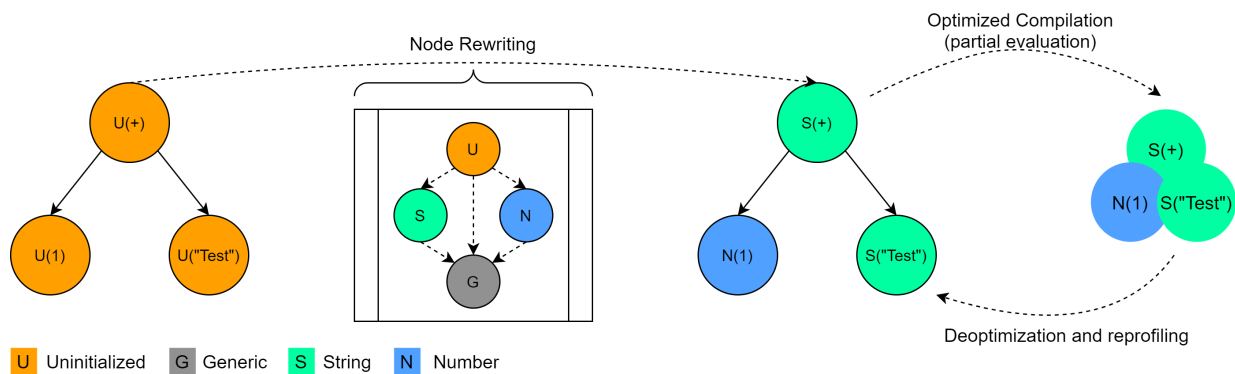 Node Rewriting
Optimized Compilation
(partial evaluation)
U(+)
U(1)
U("Test")
U
S
N
G
S(+)
N(1)
S("Test")
S(+)
N(1)
S("Test")
Deoptimization and reprofiling
U Uninitialized
G Generic
S String
N Number